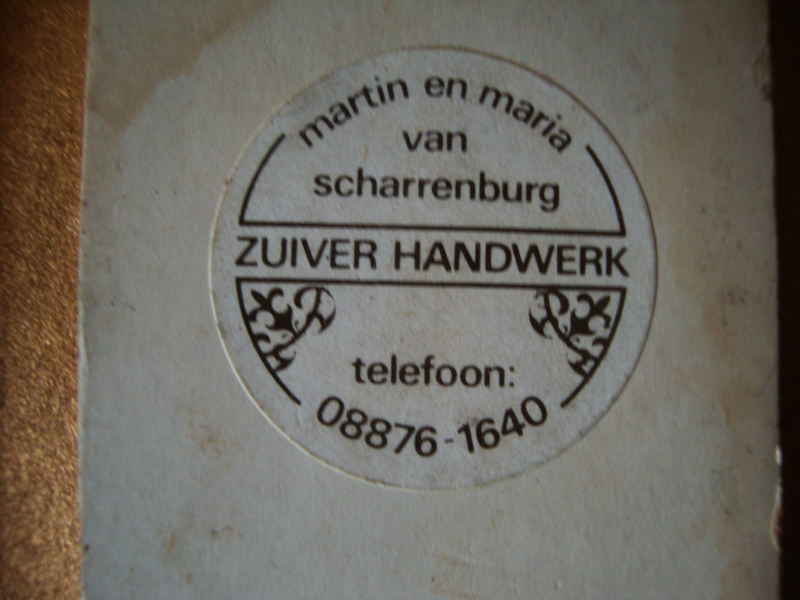 martin en maria
van
scharrenburg
ZUIVER HANDWERK
telefoon:
08876-1640